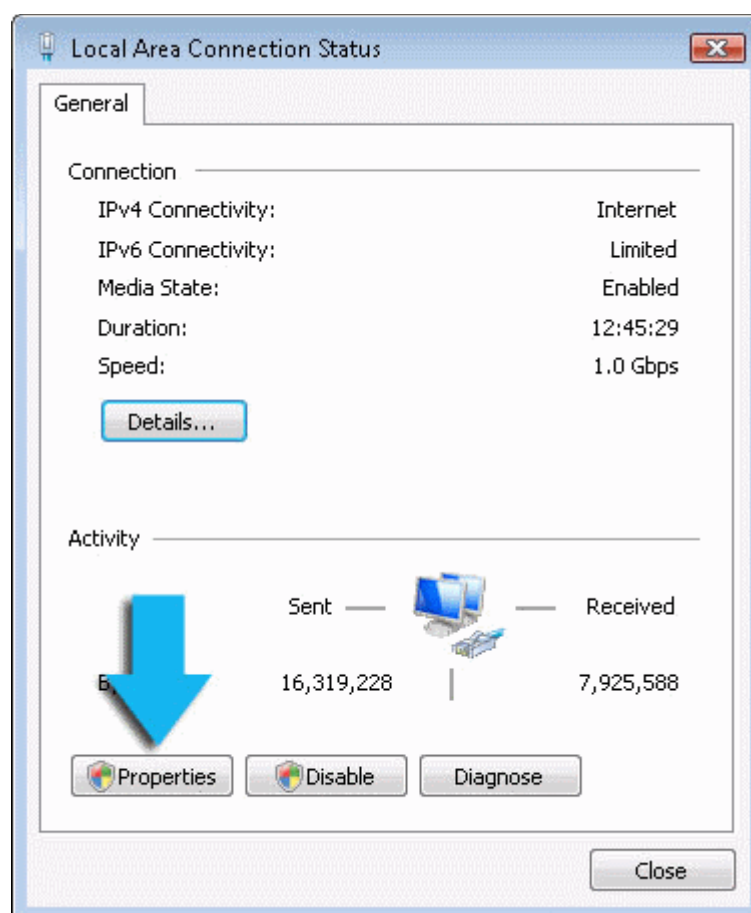 Local Area Connection Status
General
Connection
IPv4 Connectivity: Internet
IPv6 Connectivity: Limited
Media State: Enabled
Duration: 12:45:29
Speed: 1.0 Gbps
Details...
Activity
Sent Received
16,319,228 7,925,588
Properties Disable Diagnose
Close